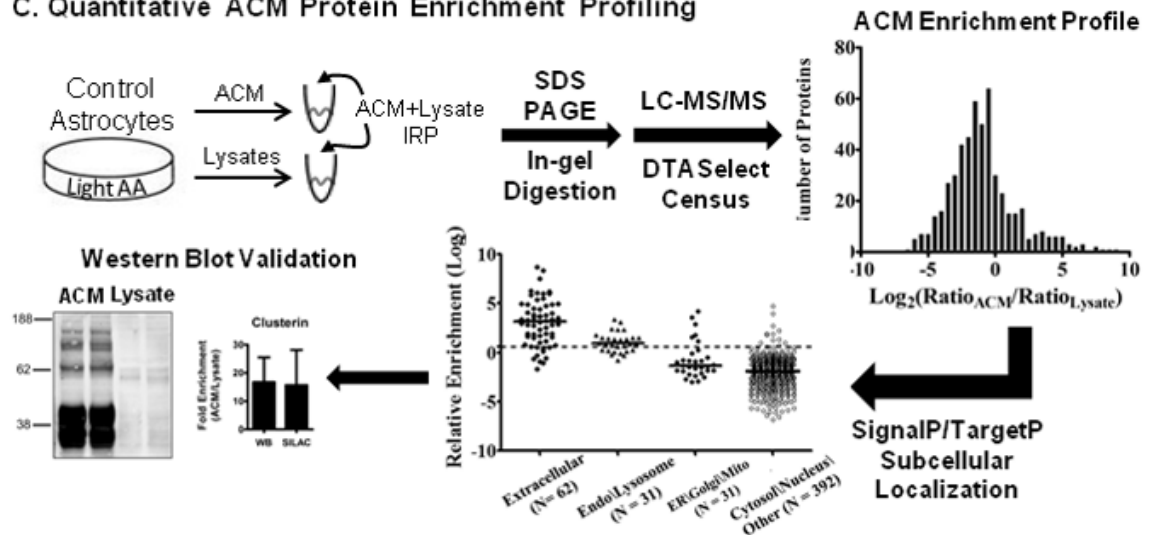 C. Quantitative ACM Protein Enrichment Profiling
Control
Astrocytes
Light AA
ACM
Lysates
ACM+Lysate
IRP
SDS
PAGE
In-gel
Digestion
LC-MS/MS
DTASelect
Census
ACM Enrichment Profile
80
60
40
20
umber of Proteins
-10 -5 0 5 10
Log2(RatioACM/RatioLysate)
SignalP/TargetP
Subcellular
Localization
Relative Enrichment (Log)
10
5
0
-5
-10
Extracellular
(N= 62)
Endo\Lysosome
(N = 31)
ER\Golgi\Mito
(N = 31)
Cytosol\Nucleus\
Other (N = 392)
Western Blot Validation
ACM Lysate
188
62
38
Clusterin
Fold Enrichment
(ACM/Lysate)
30
20
10
0
WB SILAC